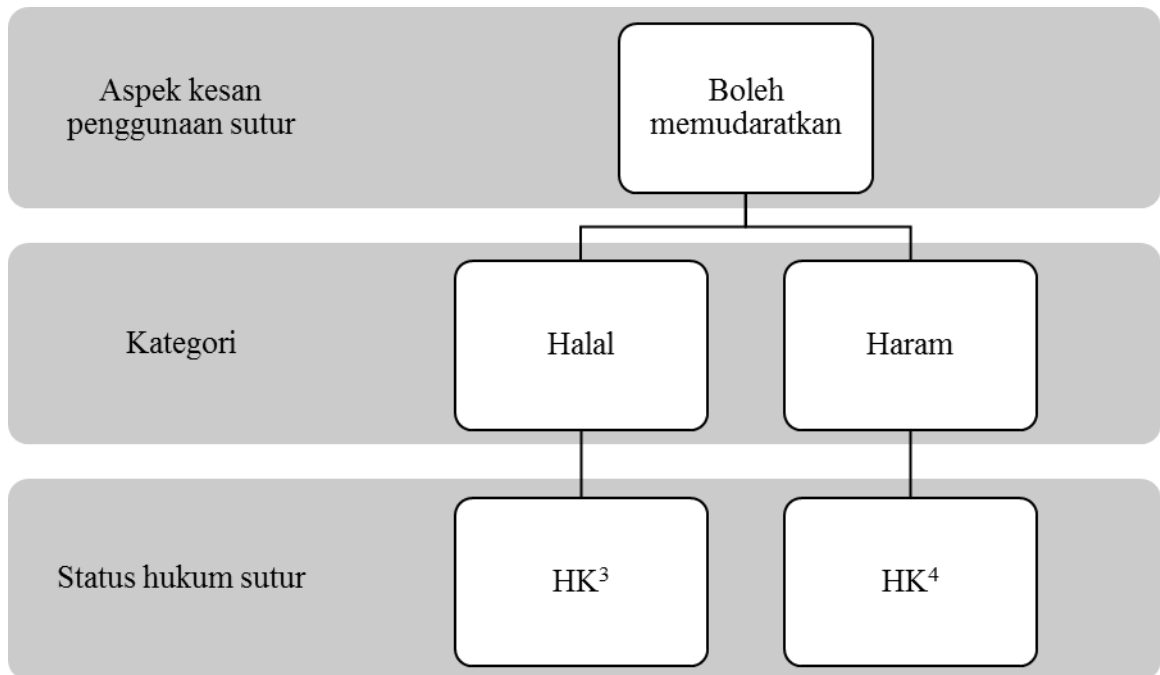 Aspek kesan
penggunaan sutur
Boleh
memudaratkan
Kategori
Halal
Haram
Status hukum sutur
HK³
HK⁴